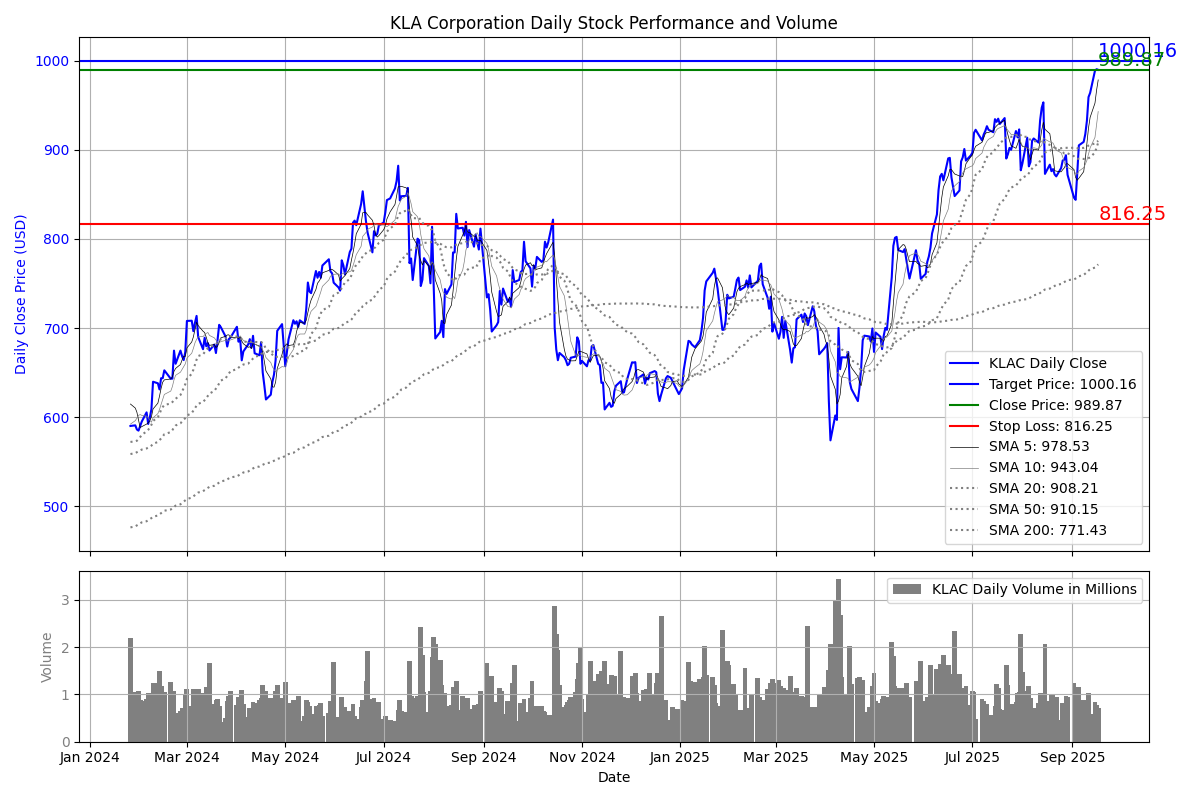 KLA Corporation Daily Stock Performance and Volume
1000.16
989.87
816.25
Daily Close Price (USD)
1000
900
800
700
600
500
KLAC Daily Close
Target Price: 1000.16
Close Price: 989.87
Stop Loss: 816.25
SMA 5: 978.53
SMA 10: 943.04
SMA 20: 908.21
SMA 50: 910.15
SMA 200: 771.43
KLAC Daily Volume in Millions
Volume
3
2
1
0
Jan 2024 Mar 2024 May 2024 Jul 2024 Sep 2024 Nov 2024 Jan 2025 Mar 2025 May 2025 Jul 2025 Sep 2025
Date